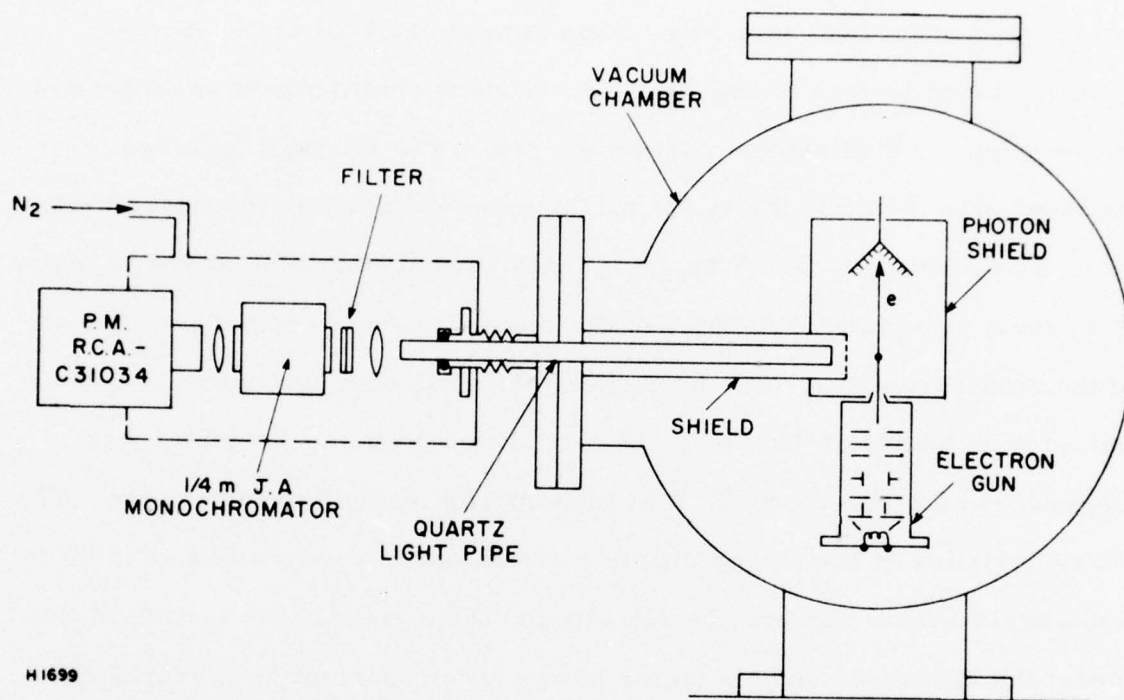 VACUUM
CHAMBER
FILTER
N2
PHOTON
SHIELD
e
P.M.
R.C.A.-
C31034
SHIELD
1/4 m J.A
MONOCHROMATOR
QUARTZ
LIGHT PIPE
ELECTRON
GUN
H1699